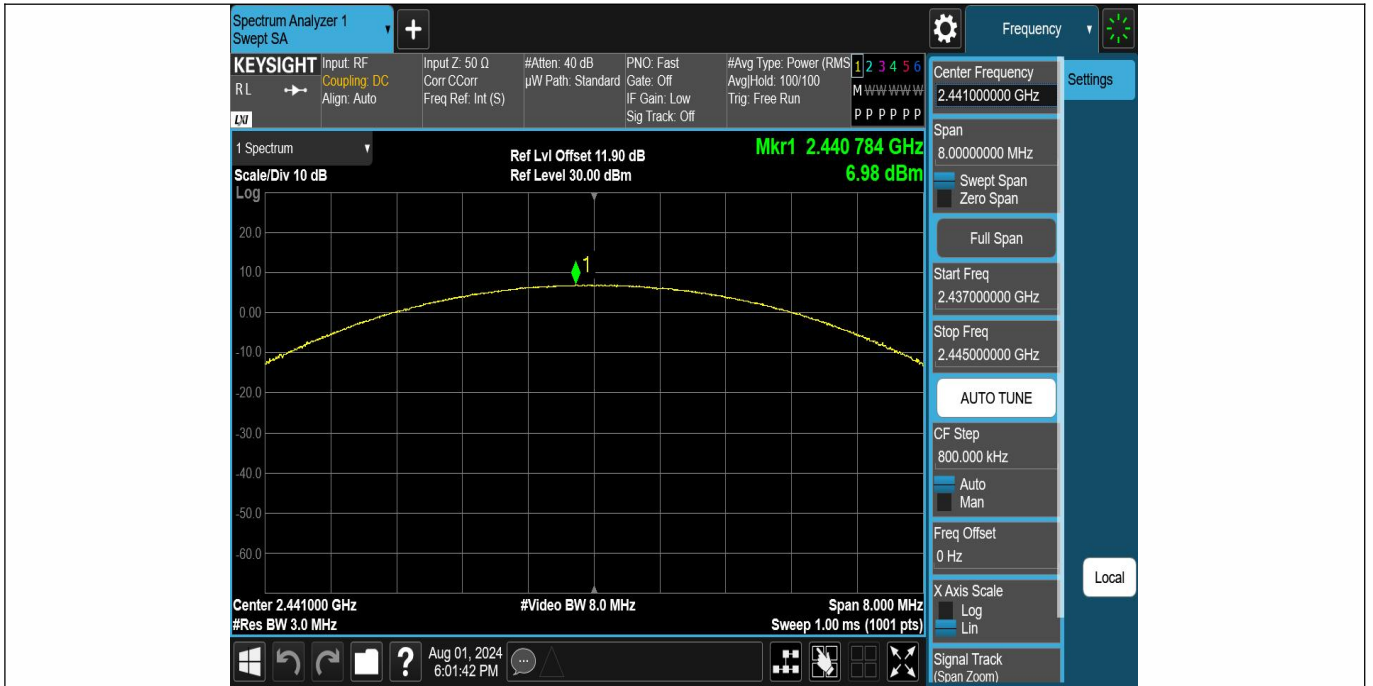 Spectrum Analyzer 1
Swept SA
+
Frequency
KEYSIGHT
RL
LXI
Input: RF
Coupling: DC
Align: Auto
Input Z: 50 Ω
Corr CCorr
Freq Ref: Int (S)
#Atten: 40 dB
µW Path: Standard
PNO: Fast
Gate: Off
IF Gain: Low
Sig Track: Off
#Avg Type: Power (RMS
Avg|Hold: 100/100
Trig: Free Run
1 2 3 4 5 6
M W W W W W
P P P P P P
1 Spectrum
Scale/Div 10 dB
Ref Lvl Offset 11.90 dB
Ref Level 30.00 dBm
Mkr1 2.440 784 GHz
6.98 dBm
Log
20.0
10.0
0.00
-10.0
-20.0
-30.0
-40.0
-50.0
-60.0
1
Center 2.441000 GHz
#Res BW 3.0 MHz
#Video BW 8.0 MHz
Span 8.000 MHz
Sweep 1.00 ms (1001 pts)
?
Aug 01, 2024
6:01:42 PM
Center Frequency
2.441000000 GHz
Span
8.00000000 MHz
Swept Span
Zero Span
Full Span
Start Freq
2.437000000 GHz
Stop Freq
2.445000000 GHz
AUTO TUNE
CF Step
800.000 kHz
Auto
Man
Freq Offset
0 Hz
X Axis Scale
Log
Lin
Signal Track
(Span Zoom)
Settings
Local